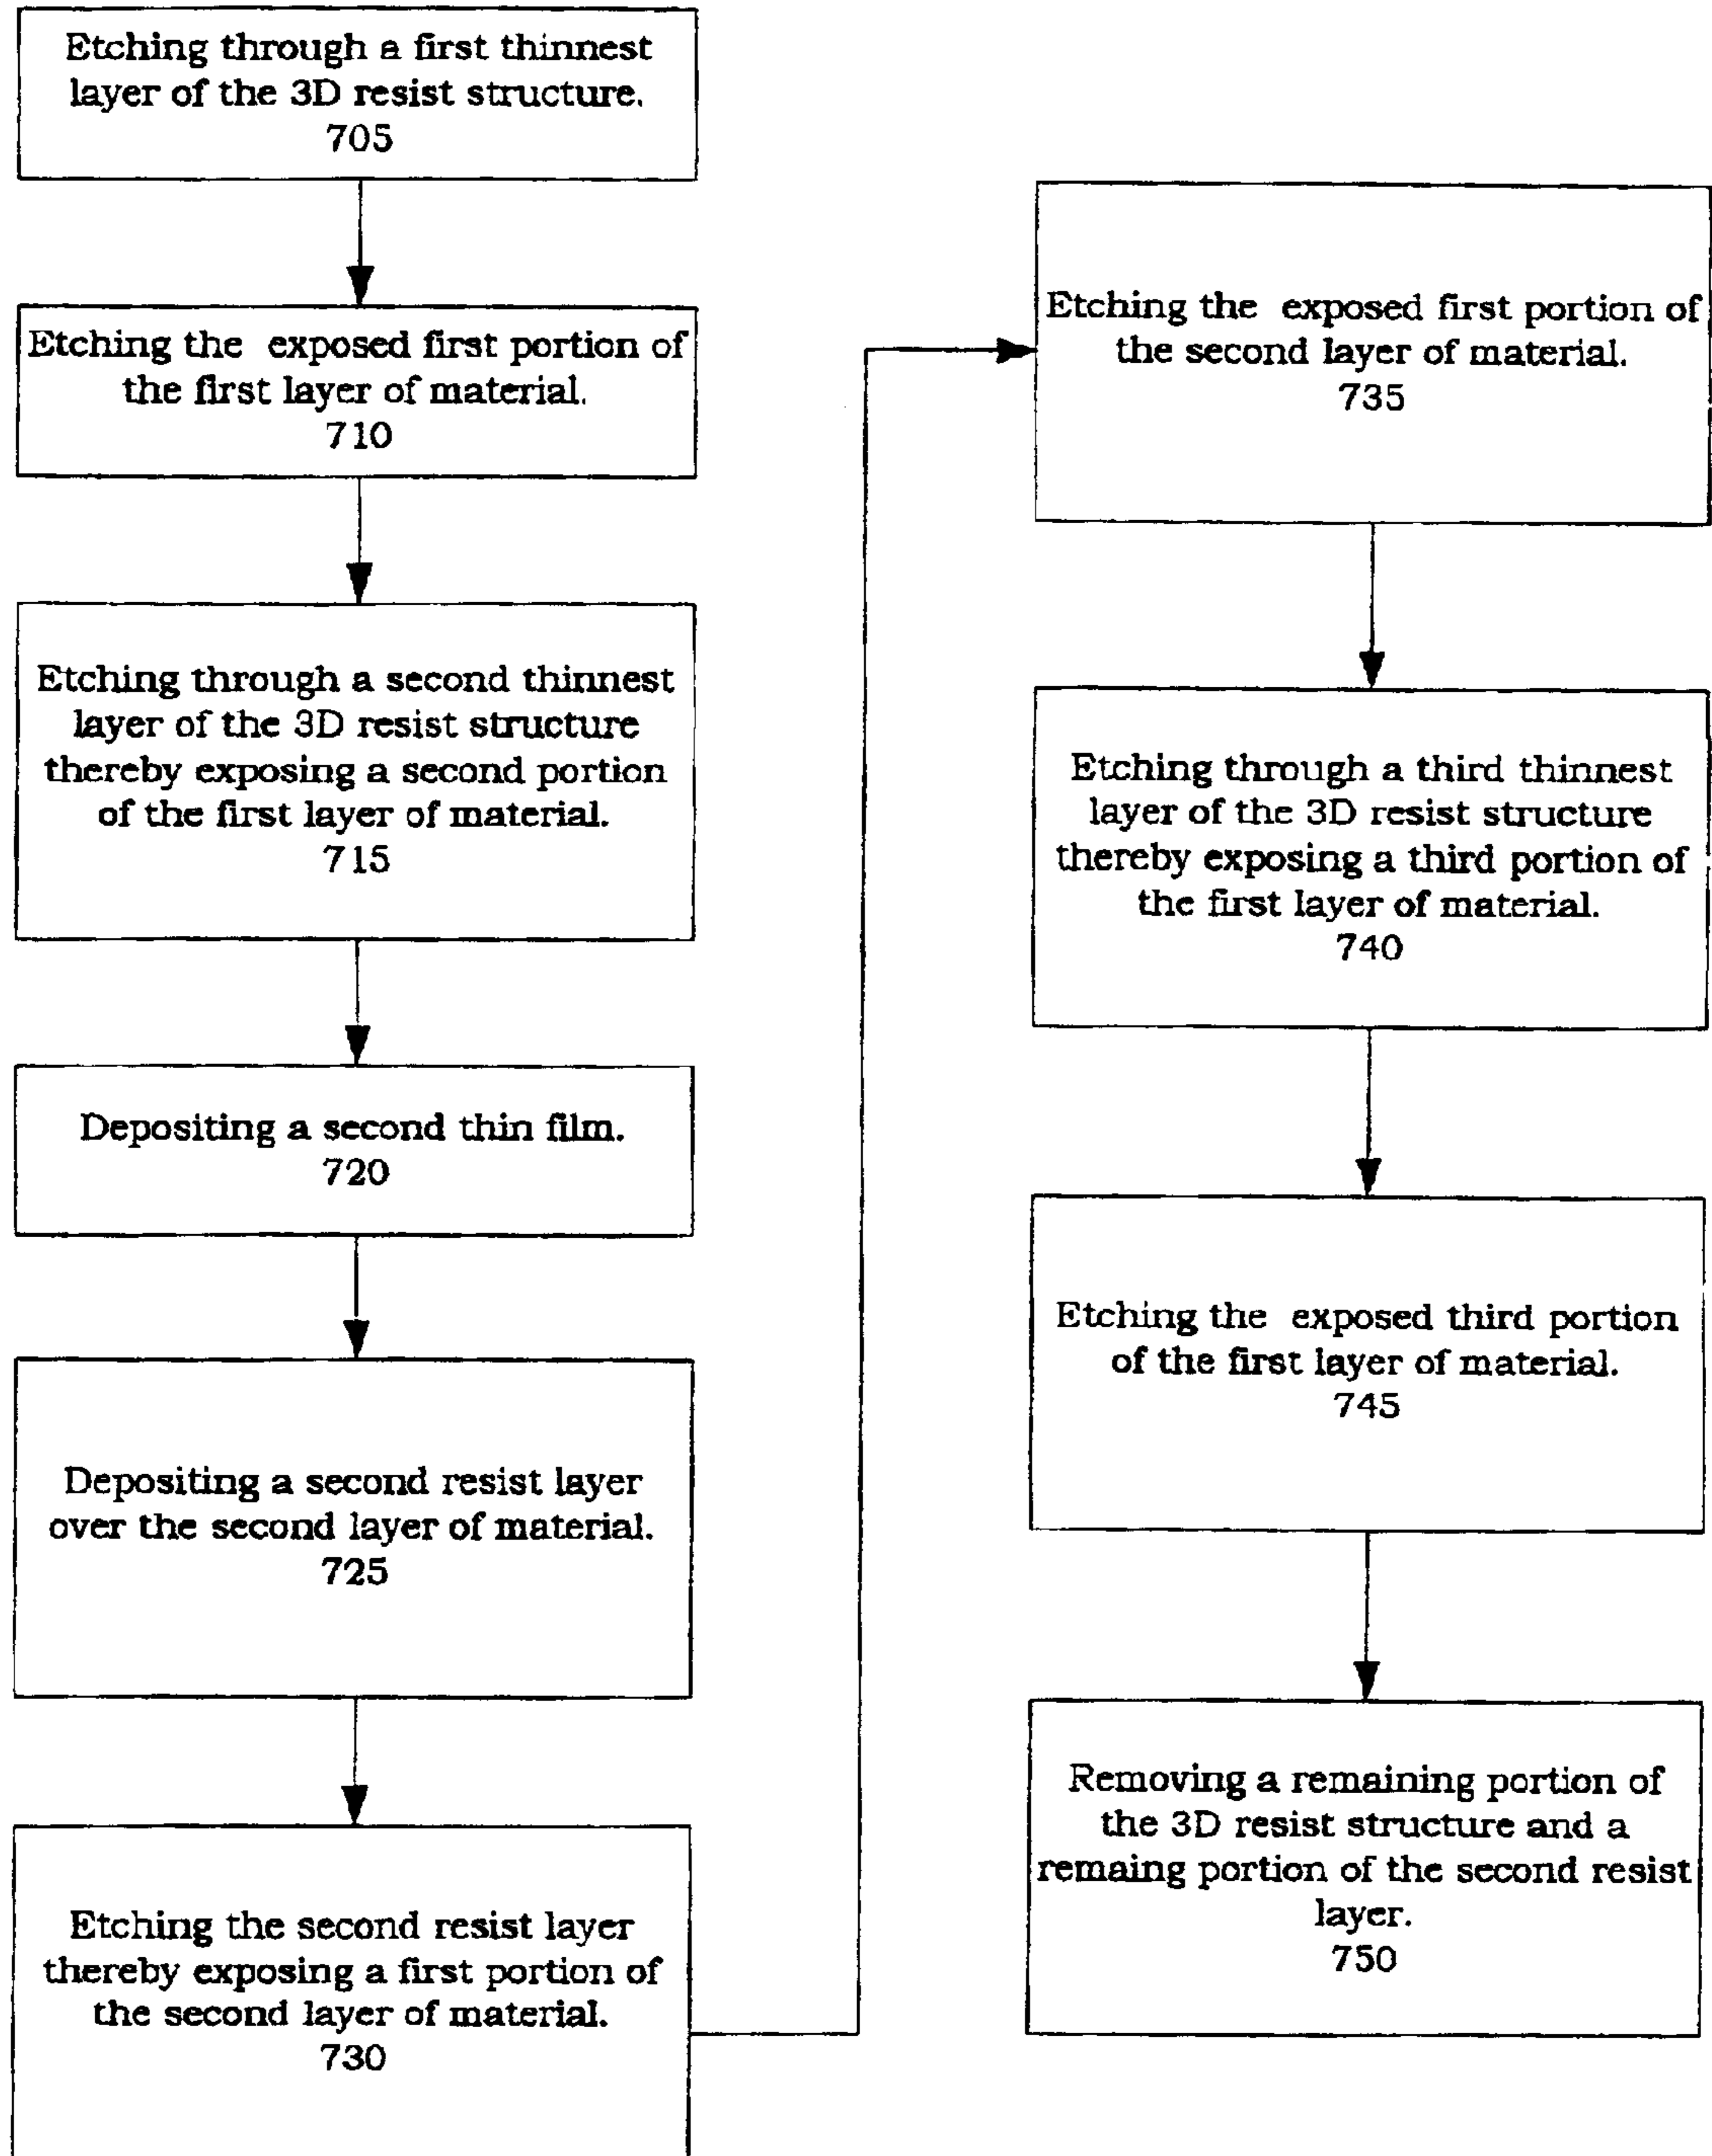 Etching through a first thinnest
layer of the 3D resist structure.
705
Etching the exposed first portion of
the first layer of material.
710
Etching through a second thinnest
layer of the 3D resist structure
thereby exposing a second portion
of the first layer of material.
715
Depositing a second thin film.
720
Depositing a second resist layer
over the second layer of material.
725
Etching the second resist layer
thereby exposing a first portion of
the second layer of material.
730
Etching the exposed first portion of
the second layer of material.
735
Etching through a third thinnest
layer of the 3D resist structure
thereby exposing a third portion of
the first layer of material.
740
Etching the exposed third portion
of the first layer of material.
745
Removing a remaining portion of
the 3D resist structure and a
remaing portion of the second resist
layer.
750